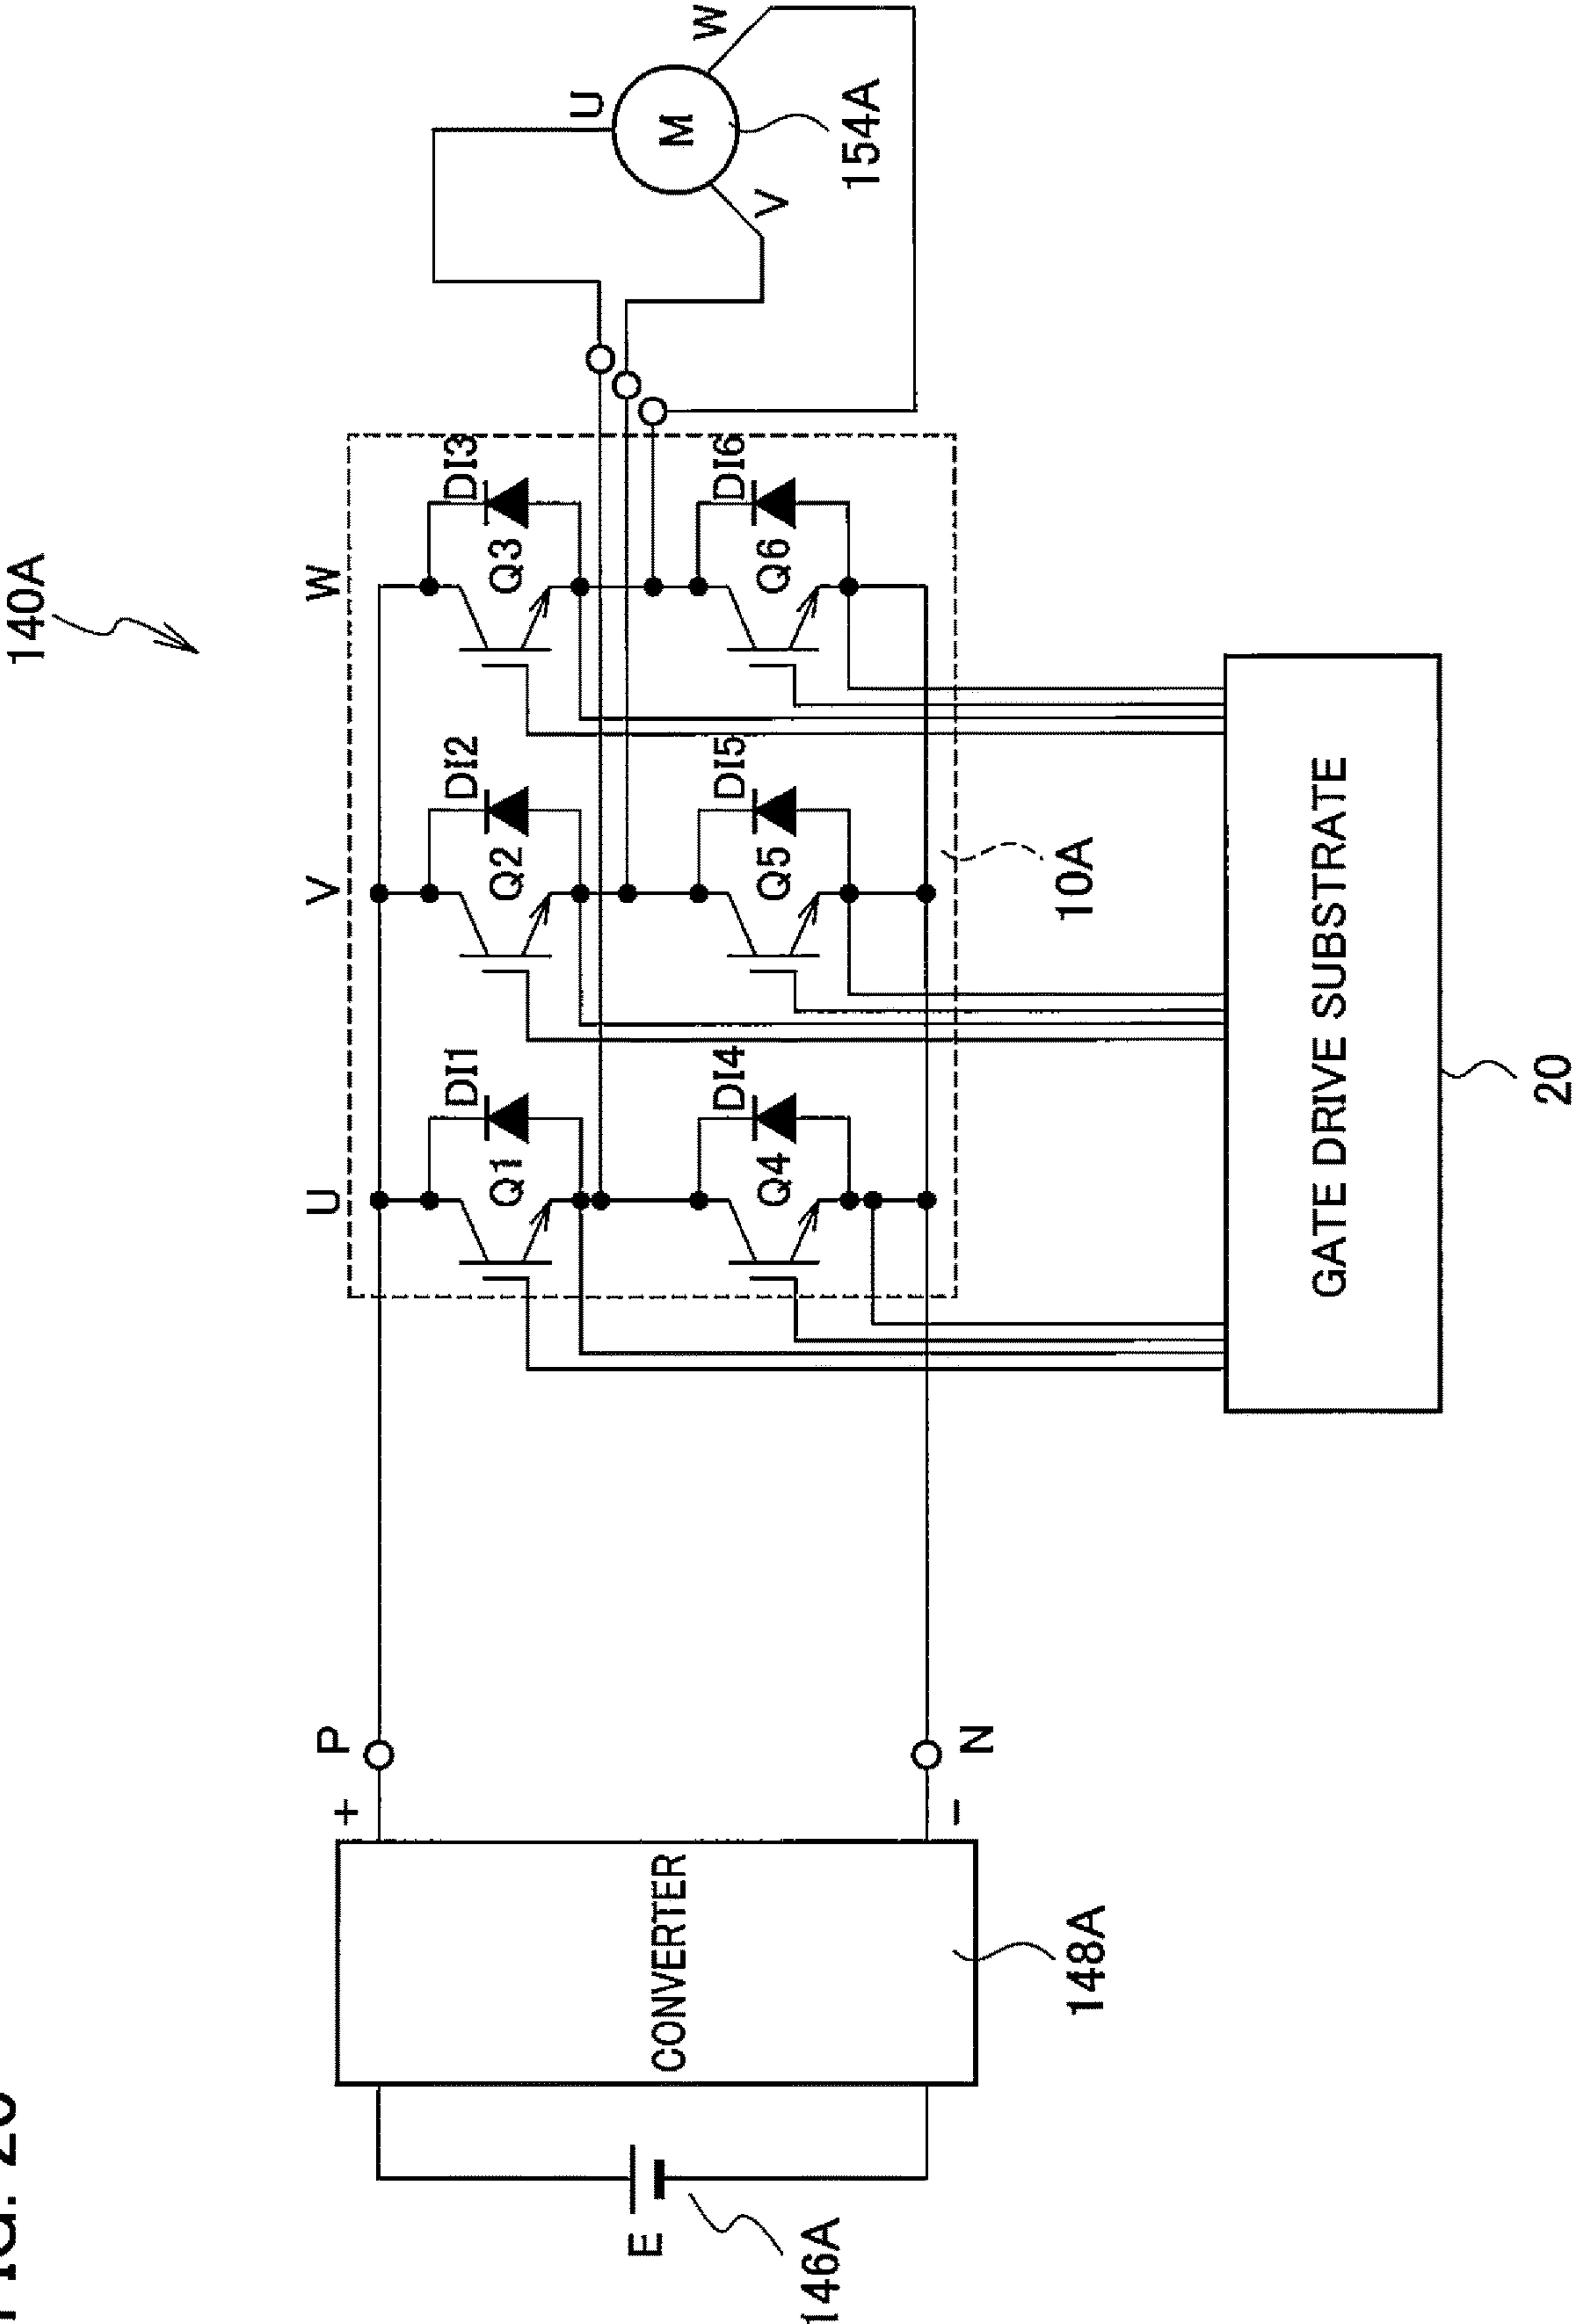 140A
U
V
W
DI1
DI2
DI3
Q1
Q2
Q3
DI4
DI5
DI6
Q4
Q5
Q6
10A
U
M
V
W
154A
+
P
E
CONVERTER
146A
−
N
148A
GATE DRIVE SUBSTRATE
20